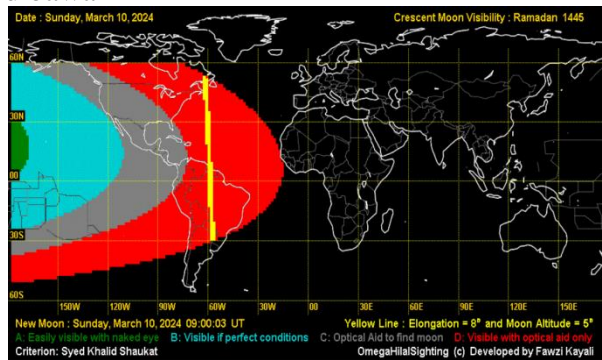 Date : Sunday, March 10, 2024 Crescent Moon Visibility : Ramadan 1445
60N
30N
00
30S
60S
150W 120W 90W 60W 30W 00 30E 60E 90E 120E 150E
New Moon : Sunday, March 10, 2024 09:00:03 UT Yellow Line : Elongation = 8° and Moon Altitude = 5°
A: Easily visible with naked eye B: Visible if perfect conditions C: Optical Aid to find moon D: Visible with optical aid only
Criterion: Syed Khalid Shaukat OmegaHilalSighting (c) Developed by Fawzi Kayali